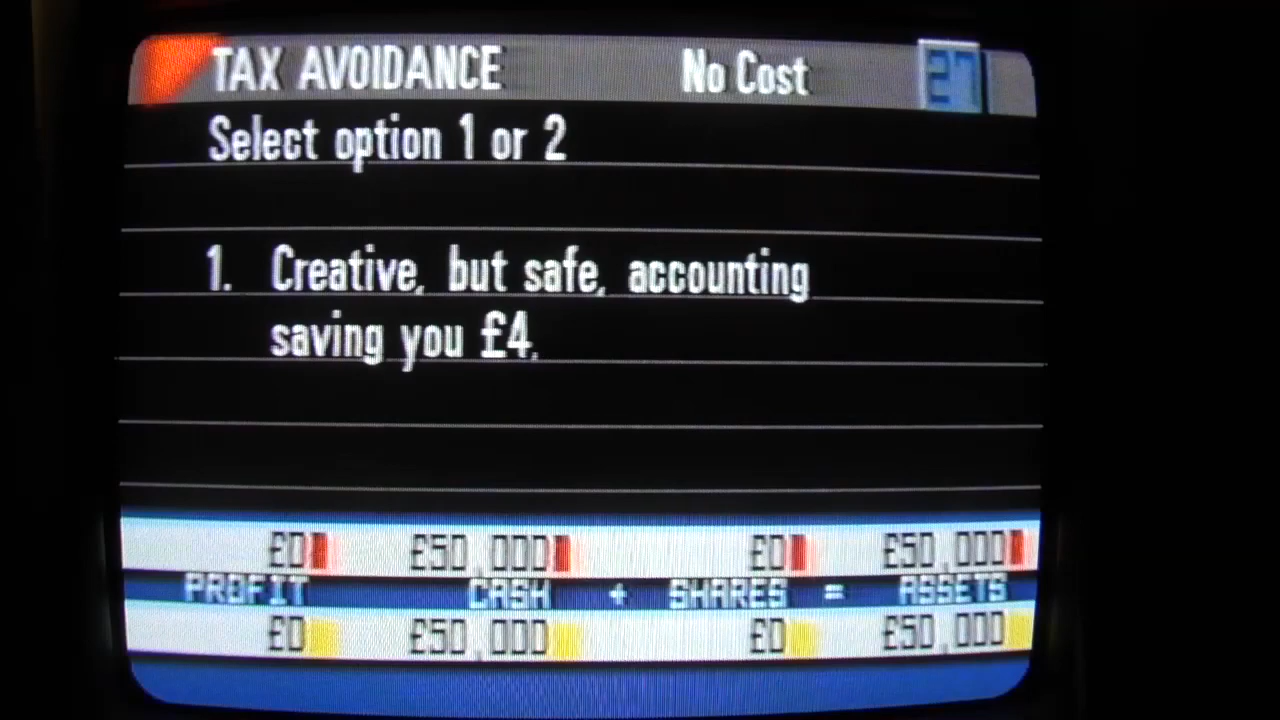 TAX AVOIDANCE No Cost 27
Select option 1 or 2
1. Creative, but safe, accounting
saving you £4.
£0 £50,000 £0 £50,000
PROFIT CASH + SHARES = ASSETS
£0 £50,000 £0 £50,000